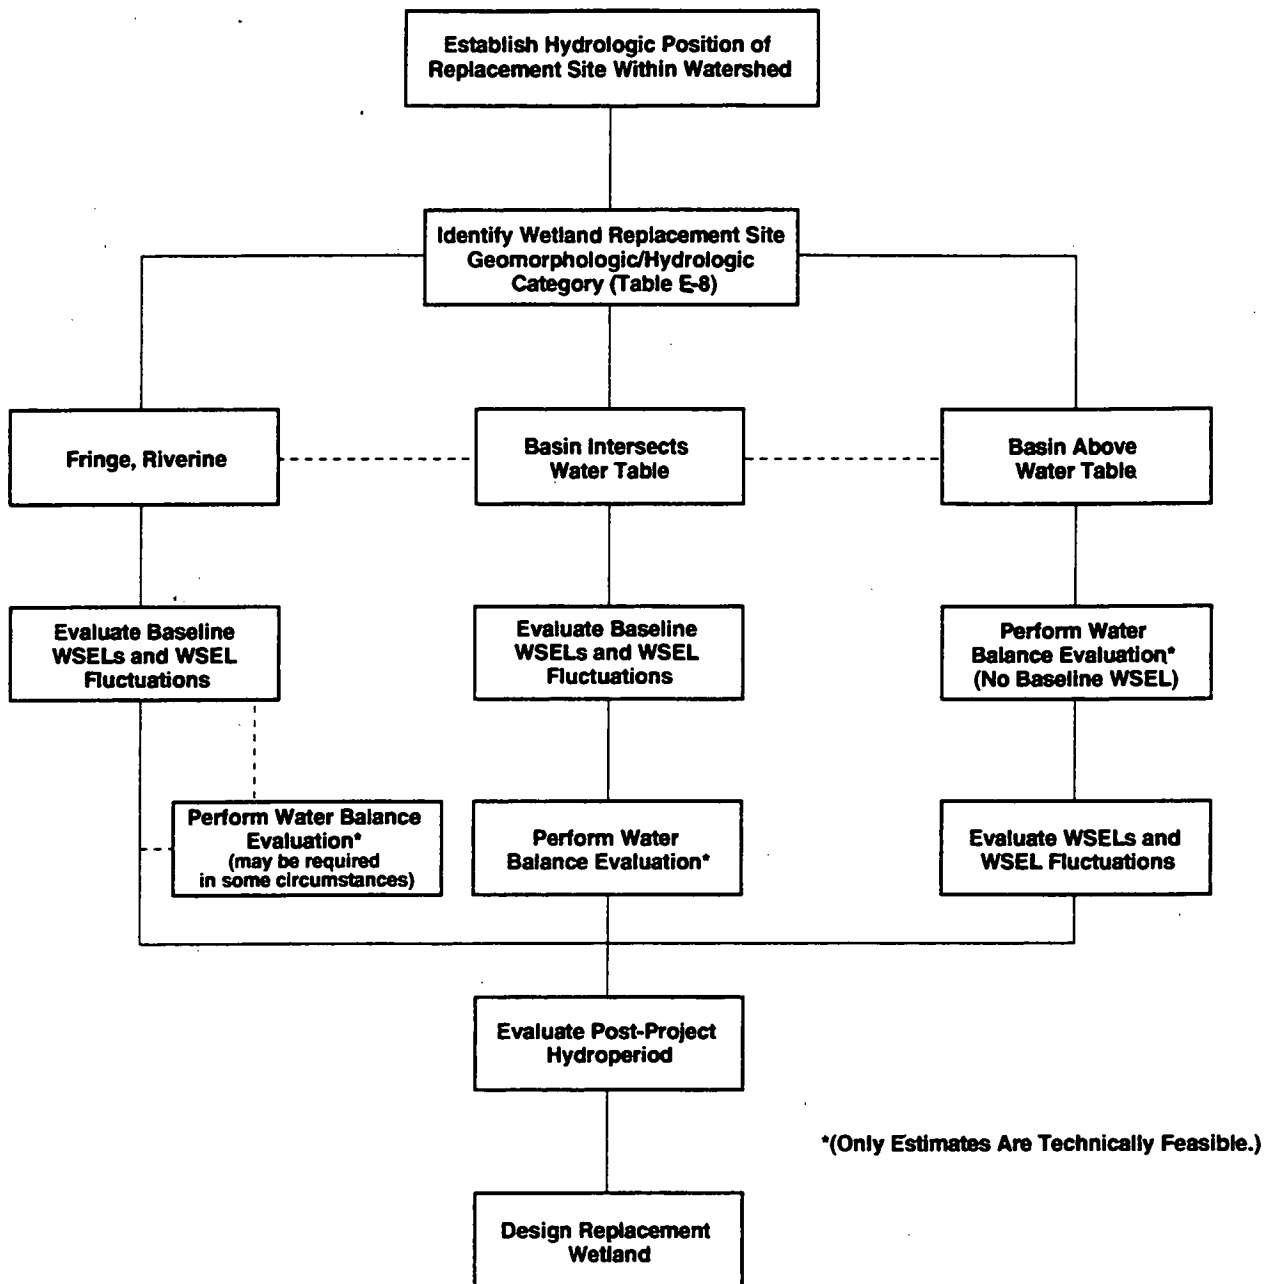 Establish Hydrologic Position of
Replacement Site Within Watershed
Identify Wetland Replacement Site
Geomorphologic/Hydrologic
Category (Table E-8)
Fringe, Riverine
Basin Intersects
Water Table
Basin Above
Water Table
Evaluate Baseline
WSELs and WSEL
Fluctuations
Evaluate Baseline
WSELs and WSEL
Fluctuations
Perform Water
Balance Evaluation*
(No Baseline WSEL)
Perform Water Balance
Evaluation*
(may be required
in some circumstances)
Perform Water
Balance Evaluation*
Evaluate WSELs and
WSEL Fluctuations
Evaluate Post-Project
Hydroperiod
*(Only Estimates Are Technically Feasible.)
Design Replacement
Wetland